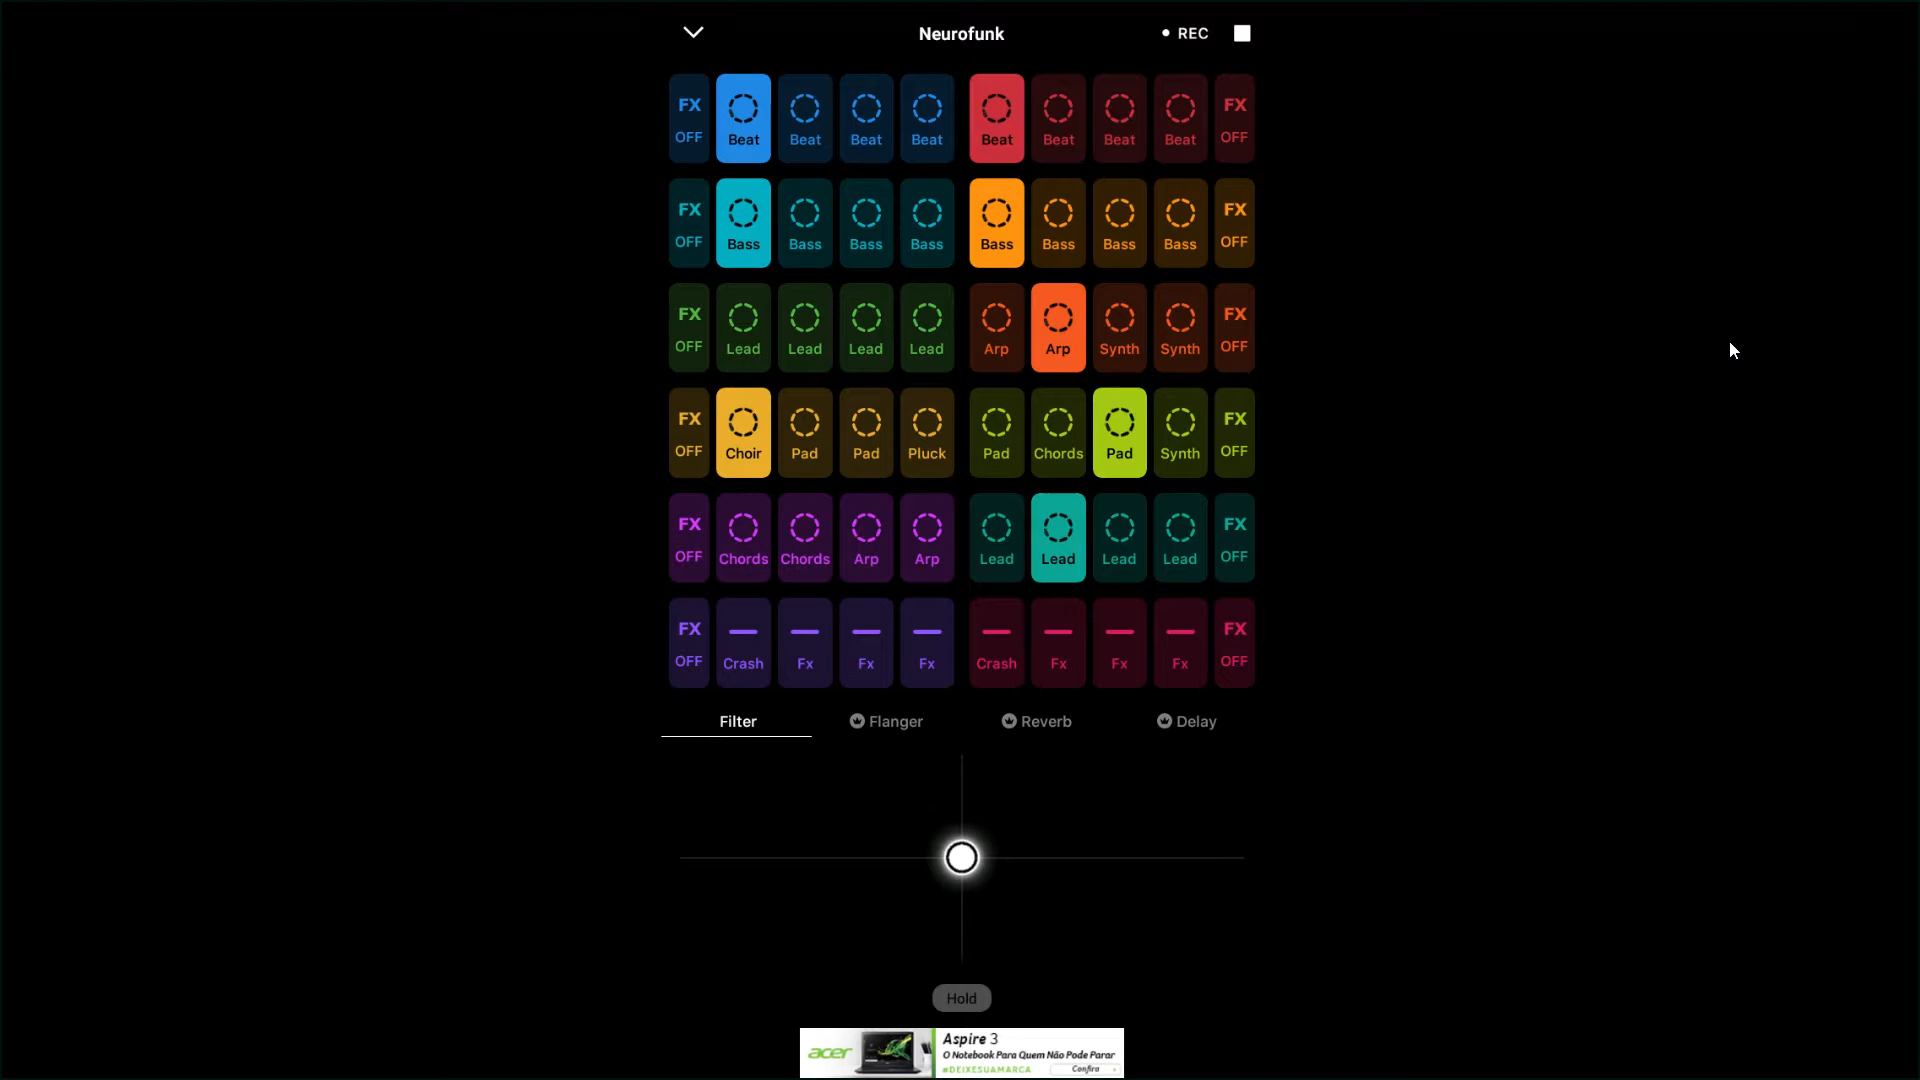 Neurofunk
REC
FX Beat Beat Beat Beat Beat Beat Beat Beat FX
OFF OFF
FX Bass Bass Bass Bass Bass Bass Bass Bass FX
OFF OFF
FX Lead Lead Lead Lead Arp Arp Synth Synth FX
OFF OFF
FX Choir Pad Pad Pluck Pad Chords Pad Synth FX
OFF OFF
FX Chords Chords Arp Arp Lead Lead Lead Lead FX
OFF OFF
FX Crash Fx Fx Fx Crash Fx Fx Fx FX
OFF OFF
Filter Flanger Reverb Delay
Hold
acer
Aspire 3
O Notebook Para Quem Não Pode Parar
#DEIXESUAMARCA
Confira